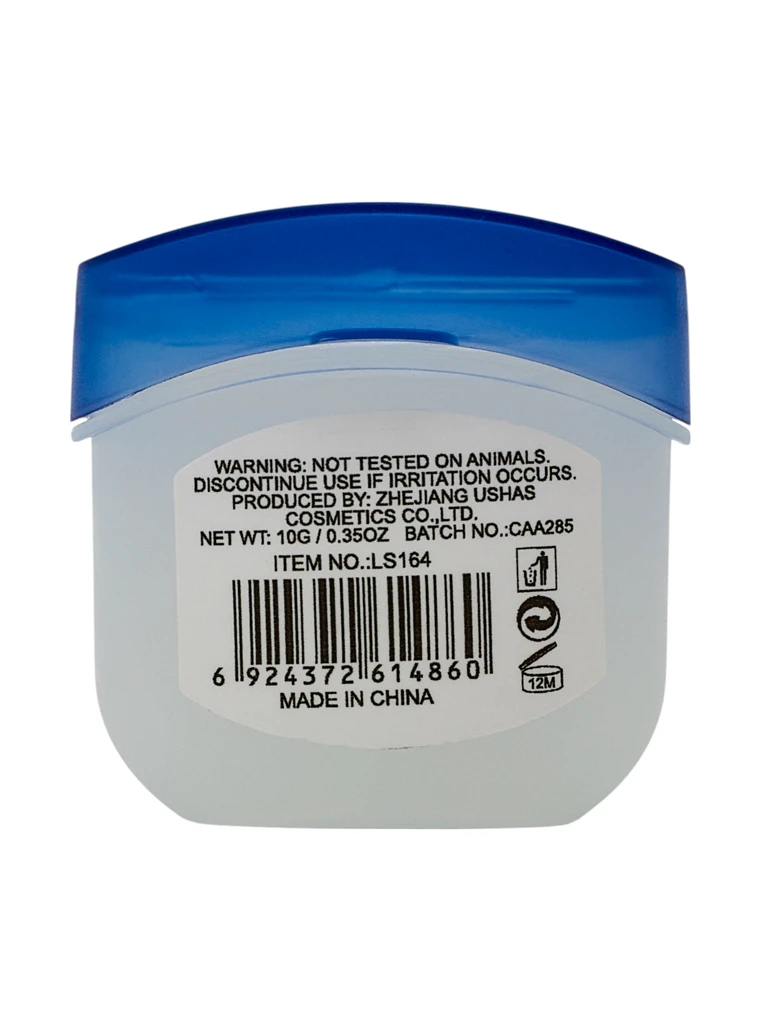 WARNING: NOT TESTED ON ANIMALS.
DISCONTINUE USE IF IRRITATION OCCURS.
PRODUCED BY: ZHEJIANG USHAS
COSMETICS CO.,LTD.
NET WT: 10G / 0.35OZ BATCH NO.:CAA285
ITEM NO.:LS164
6 924372 614860
12M
MADE IN CHINA